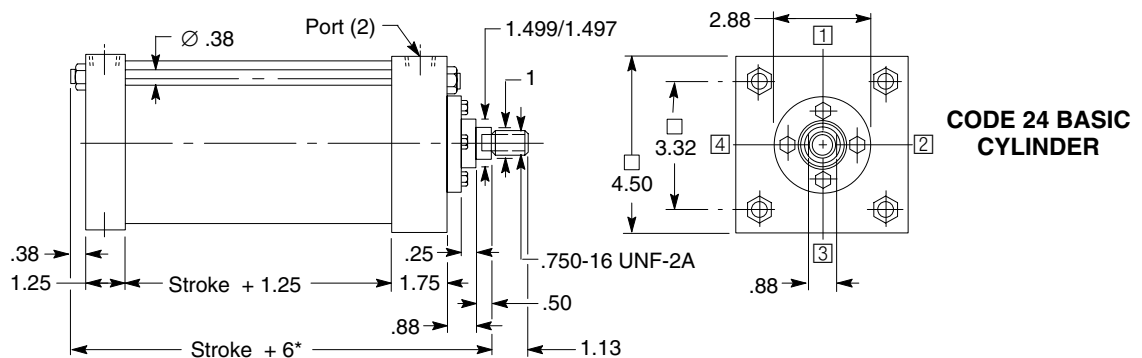 Ø .38
Port (2)
1.499/1.497
1
2.88
1
4
2
3
3.32
4.50
CODE 24 BASIC
CYLINDER
.38
1.25
Stroke + 1.25
1.75
.25
.750-16 UNF-2A
.50
.88
.88
Stroke + 6*
1.13